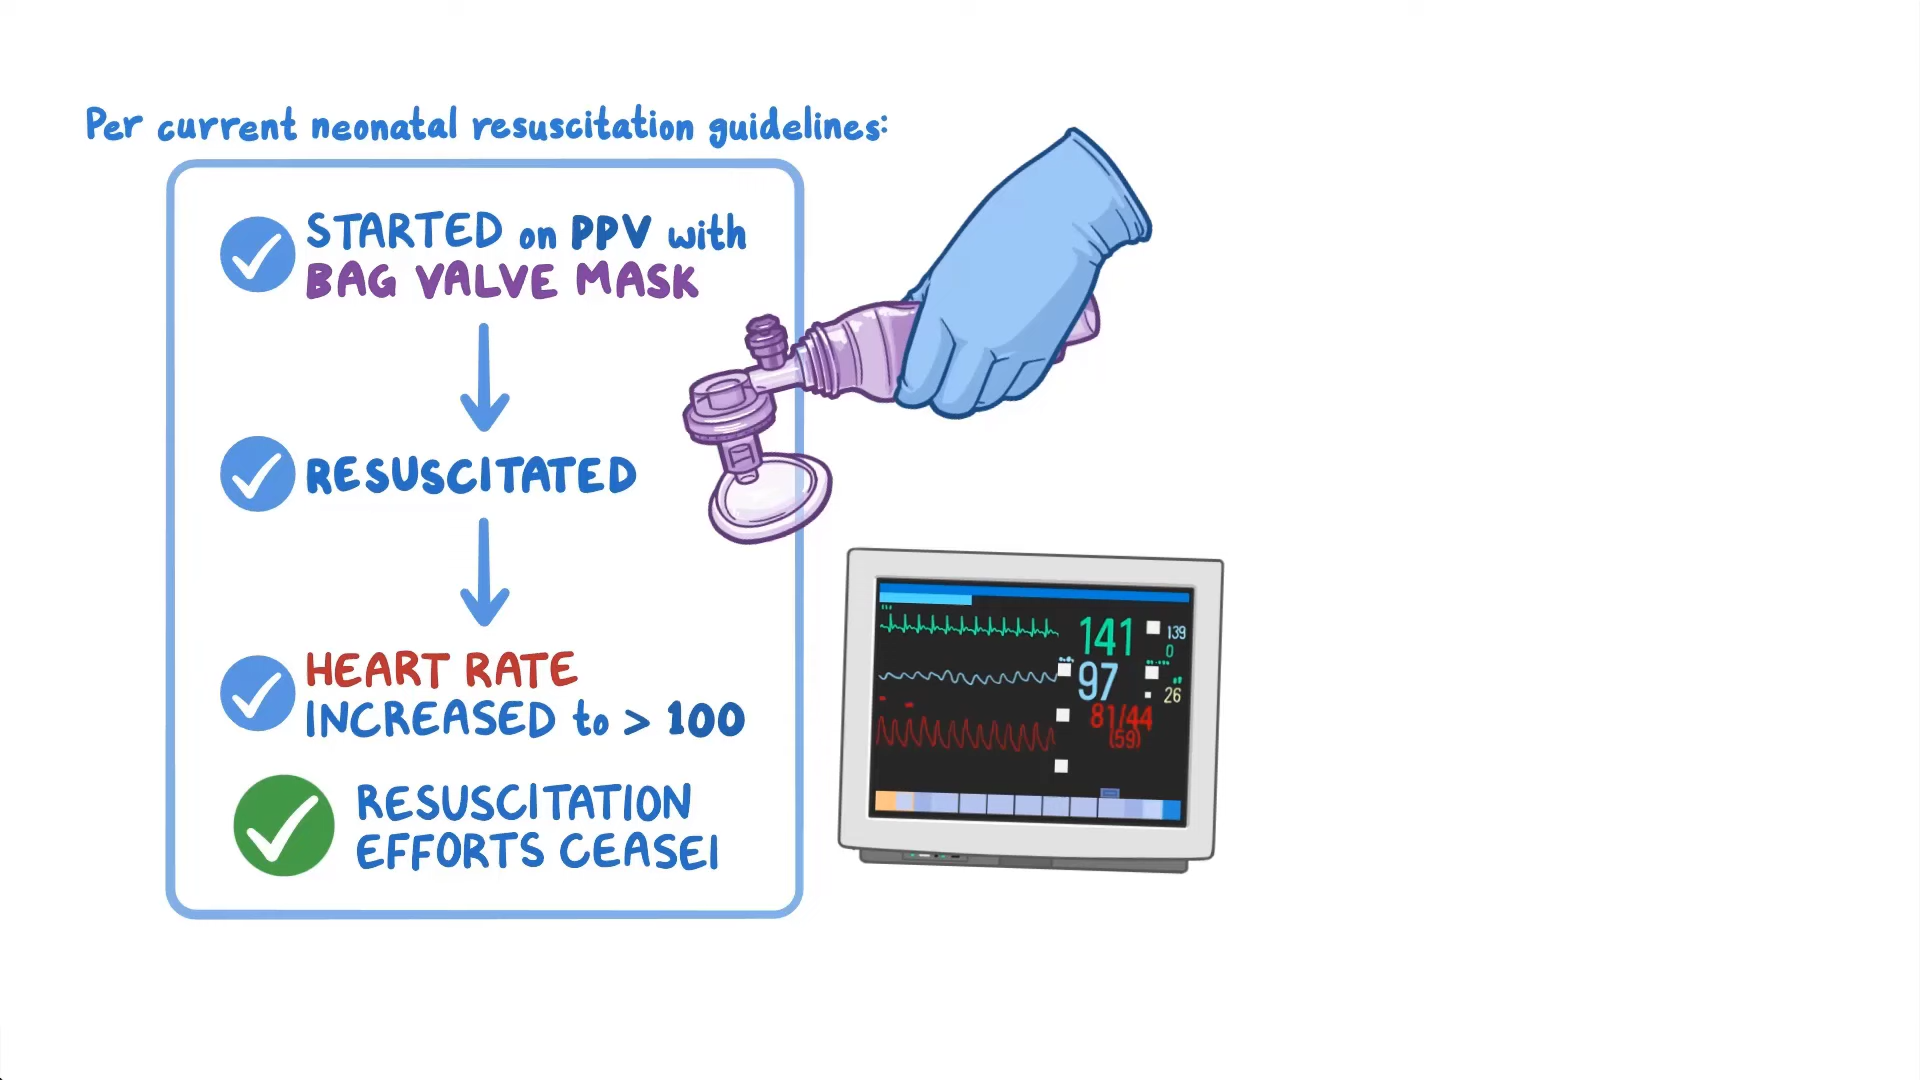 Per current neonatal resuscitation guidelines:
STARTED on PPV with
BAG VALVE MASK
RESUSCITATED
HEART RATE
INCREASED to > 100
RESUSCITATION
EFFORTS CEASE!
141
139
0
97
26
81/44
(59)